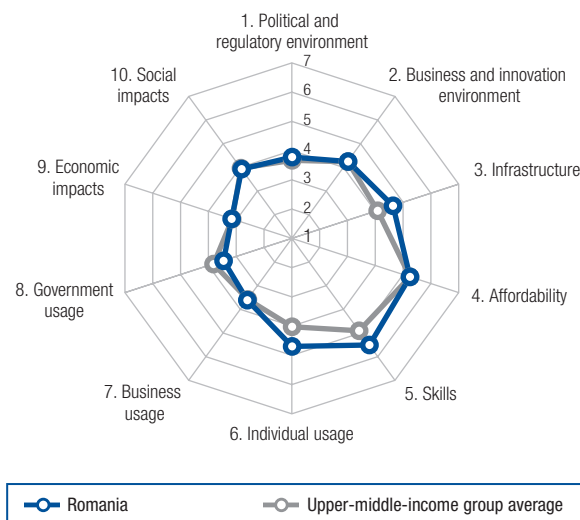 1. Political and
regulatory environment
7
10. Social
impacts
2. Business and innovation
environment
6
5
4
9. Economic
impacts
3. Infrastructure
3
2
1
8. Government
usage
4. Affordability
7. Business
usage
5. Skills
6. Individual usage
Romania
Upper-middle-income group average